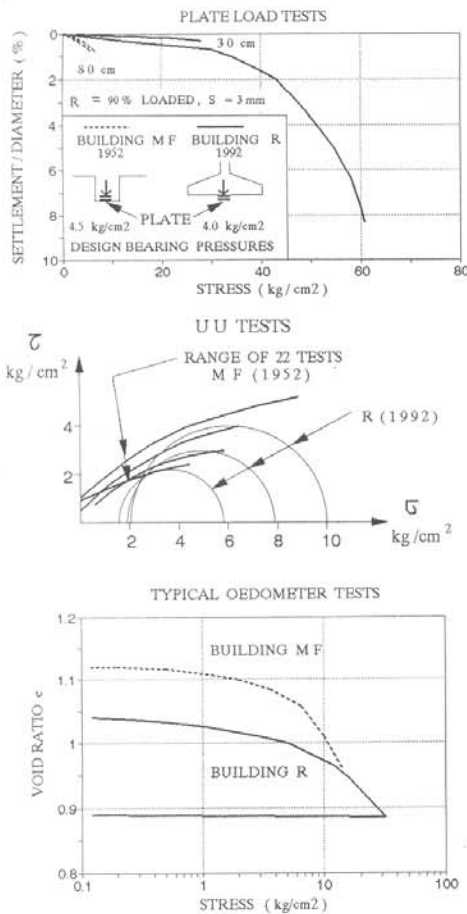 PLATE LOAD TESTS
SETTLEMENT / DIAMETER (%)
0
2
4
6
8
10
30 cm
80 cm
R = 90% LOADED, S = 3 mm
BUILDING MF BUILDING R
1952 1992
PLATE
4.5 kg/cm2 4.0 kg/cm2
DESIGN BEARING PRESSURES
0 20 40 60 80
STRESS ( kg/cm2 )
UU TESTS
τ
kg/cm²
RANGE OF 22 TESTS
MF (1952)
R (1992)
4
2
2 4 6 8 10
σ
kg/cm²
TYPICAL OEDOMETER TESTS
VOID RATIO e
1.2
1.1
1
0.9
0.8
BUILDING MF
BUILDING R
0.1 1 10 100
STRESS (kg/cm2)